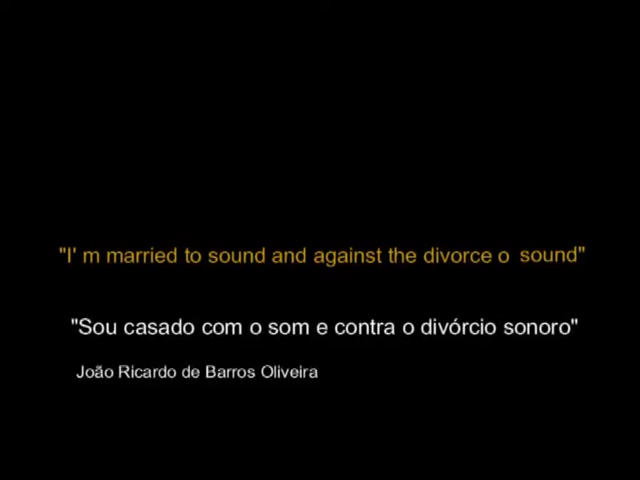 "I' m married to sound and against the divorce o sound"
"Sou casado com o som e contra o divórcio sonoro"
João Ricardo de Barros Oliveira